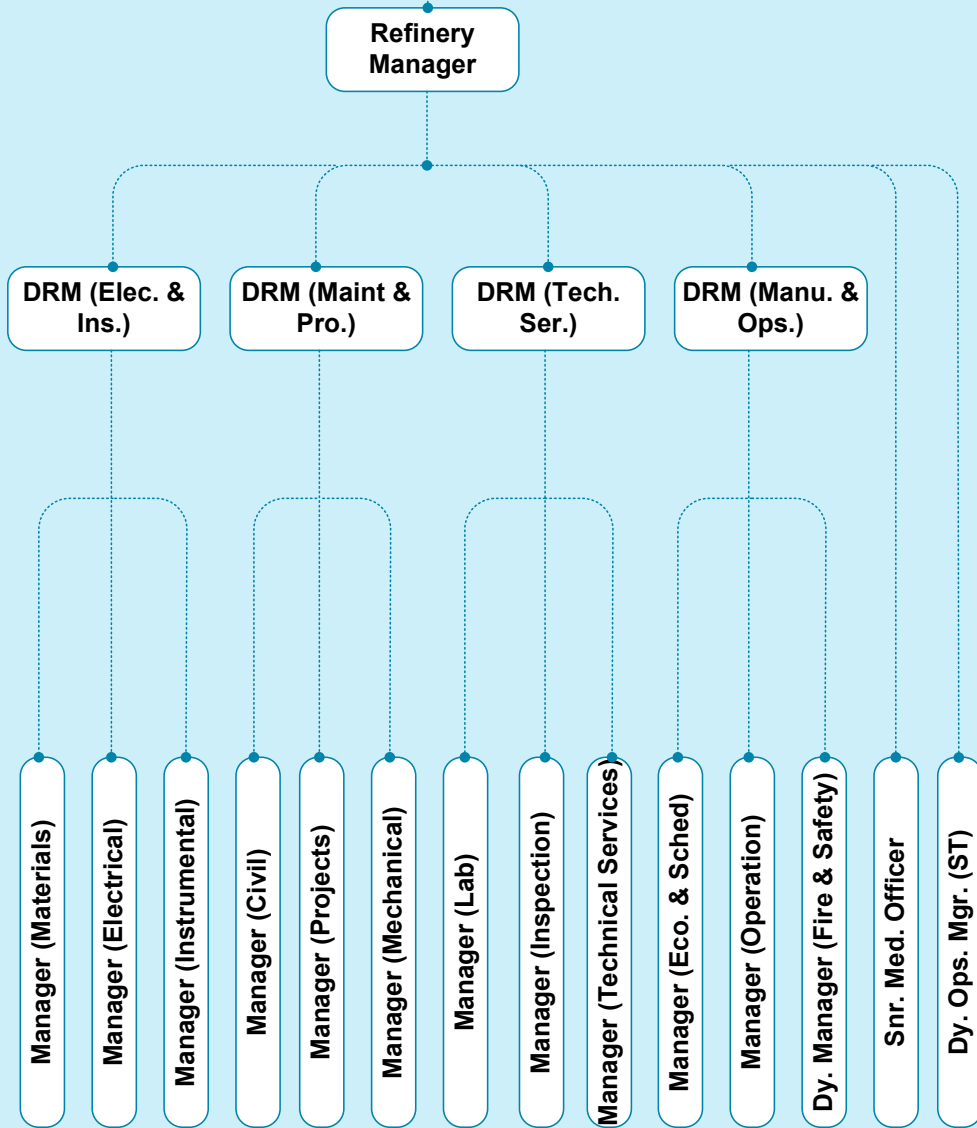 Refinery
Manager
DRM (Elec. &
Ins.)
DRM (Maint &
Pro.)
DRM (Tech.
Ser.)
DRM (Manu. &
Ops.)
Manager (Materials)
Manager (Electrical)
Manager (Instrumental)
Manager (Civil)
Manager (Projects)
Manager (Mechanical)
Manager (Lab)
Manager (Inspection)
Manager (Technical Services)
Manager (Eco. & Sched)
Manager (Operation)
Dy. Manager (Fire & Safety)
Snr. Med. Officer
Dy. Ops. Mgr. (ST)